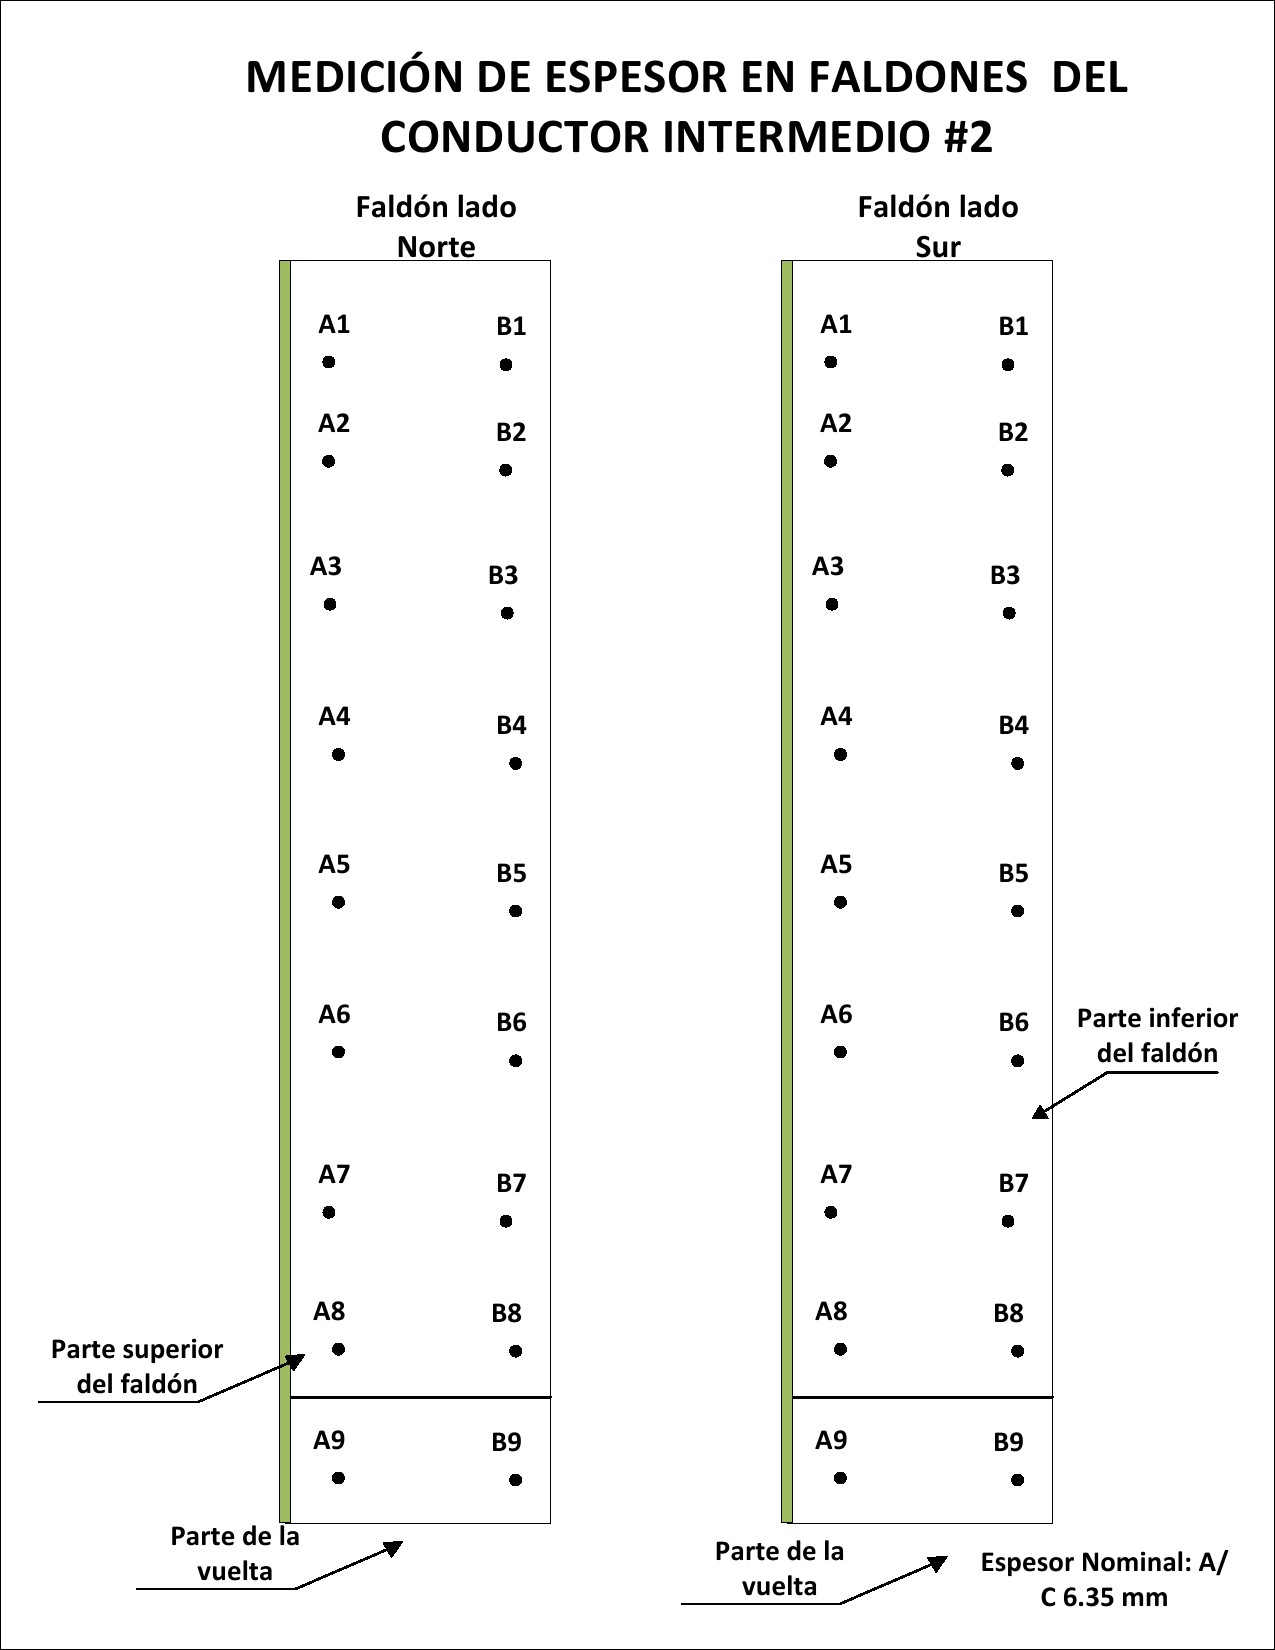 MEDICIÓN DE ESPESOR EN FALDONES  DEL
CONDUCTOR INTERMEDIO #2
Faldón lado
Norte
A1
B1
A2
B2
A3
B3
A4
B4
A5
B5
A6
B6
A7
B7
A8
B8
A9
B9
Parte superior
del faldón
Parte de la
vuelta
Faldón lado
Sur
A1
B1
A2
B2
A3
B3
A4
B4
A5
B5
A6
B6
A7
B7
A8
B8
A9
B9
Parte inferior
del faldón
Parte de la
vuelta
Espesor Nominal: A/
C 6.35 mm